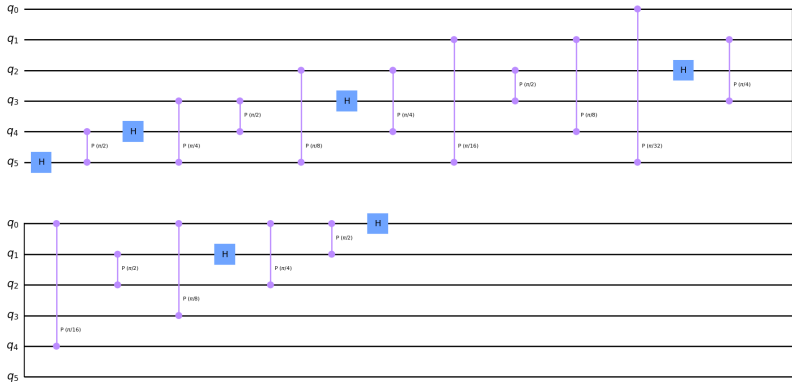 q0
q1
q2 H
P (π/2) P (π/4) P (π/4)
q3 H
P (π/2) P (π/4) P (π/8)
q4 H
P (π/2) P (π/8) P (π/16) P (π/32)
q5 H
q0 H
P (π/2)
q1 H
P (π/2) P (π/4)
q2
P (π/8)
q3
P (π/16)
q4
q5